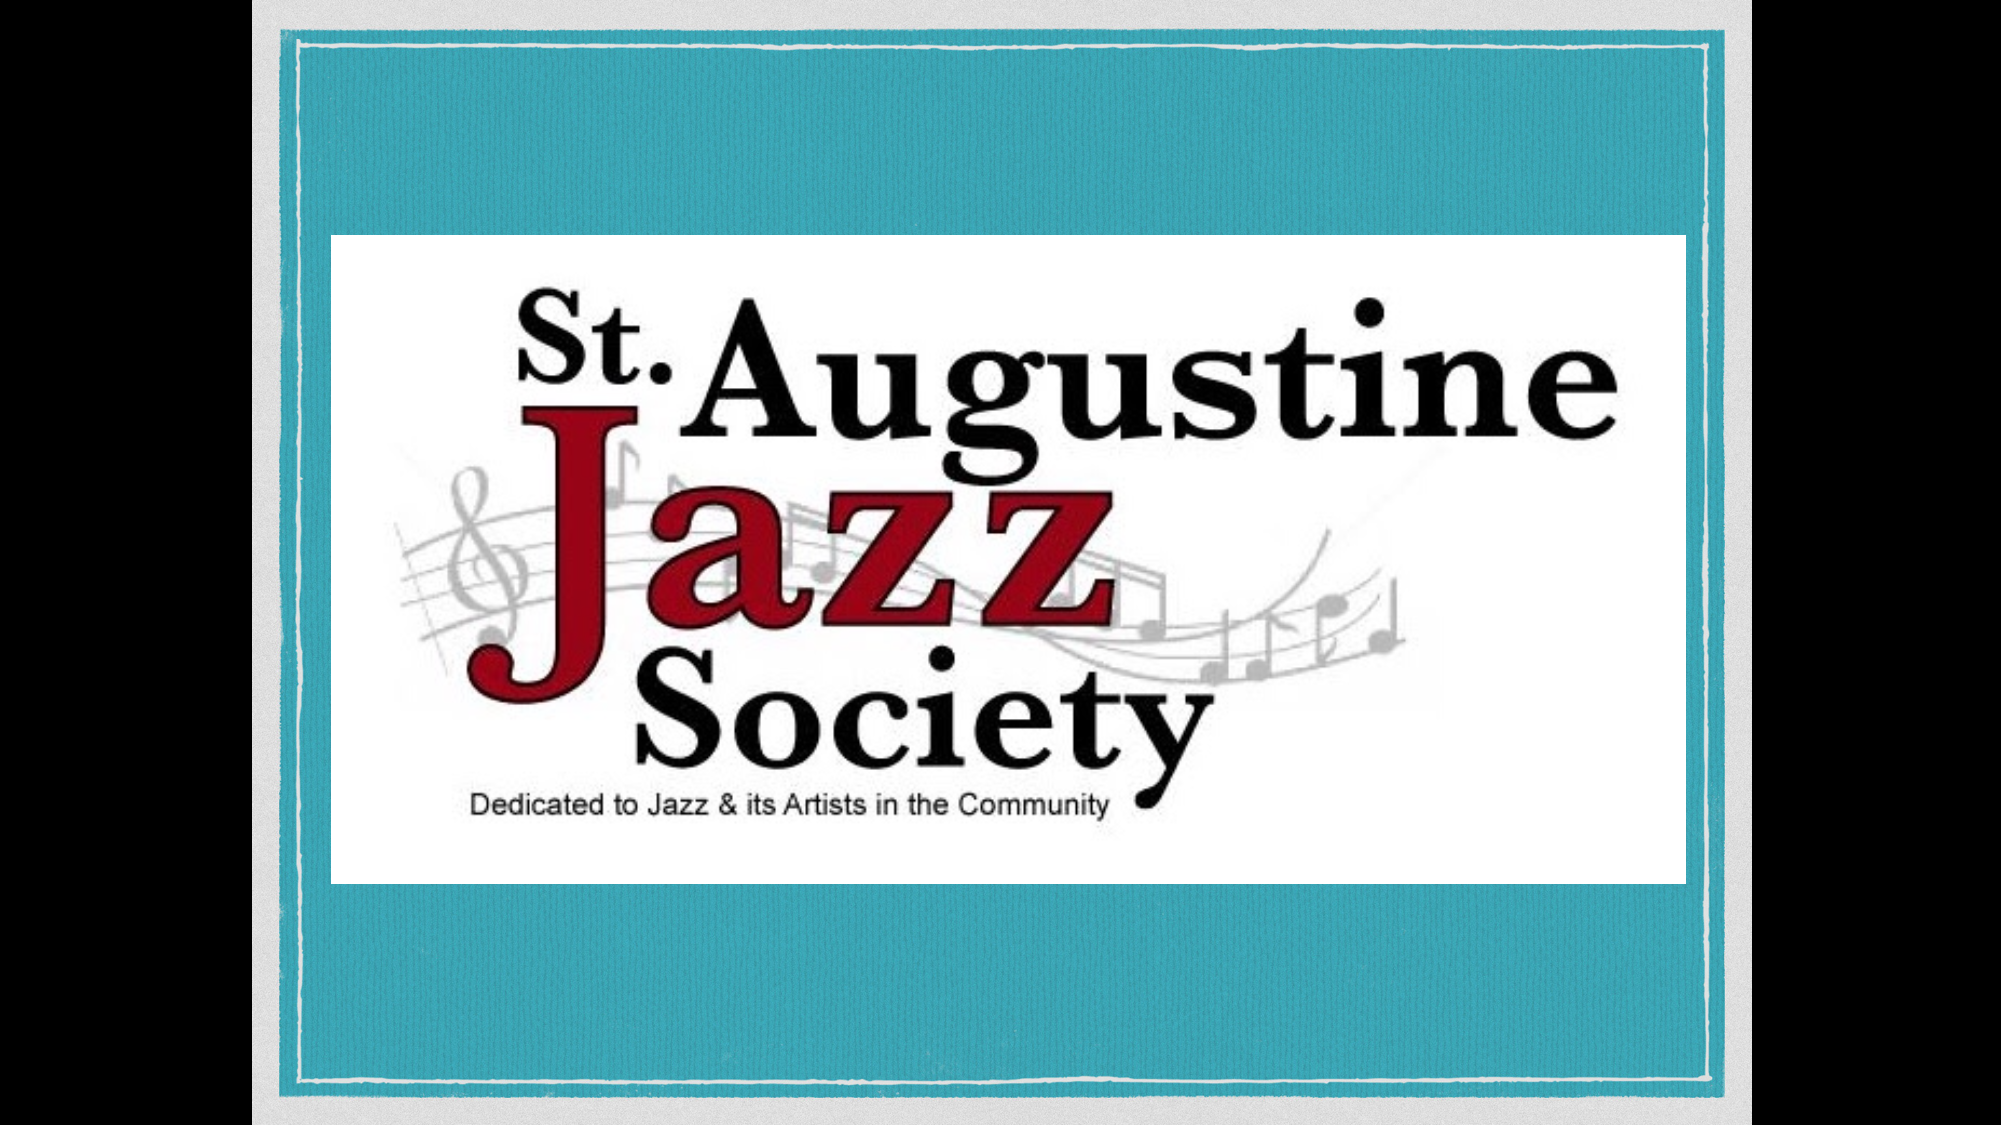 St. Augustine
Jazz
Society
Dedicated to Jazz & its Artists in the Community